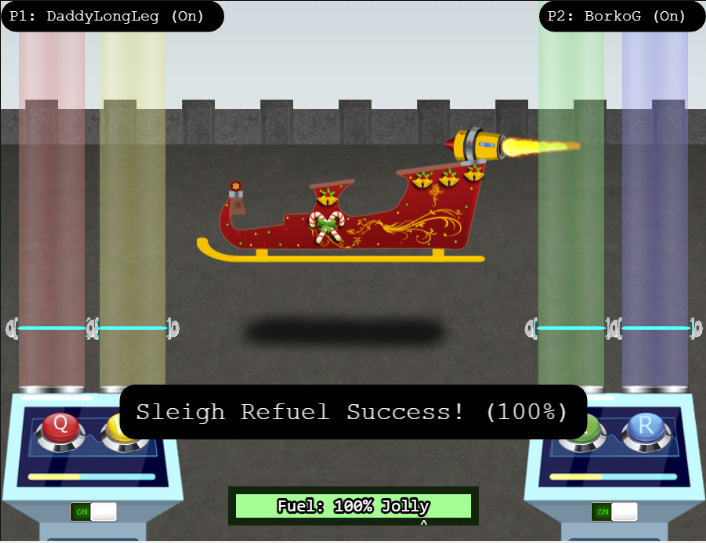 P1: DaddyLongLeg (On)
P2: BorkoG (On)
Sleigh Refuel Success! (100%)
Q
R
ON
ON
Fuel: 100% Jolly
^